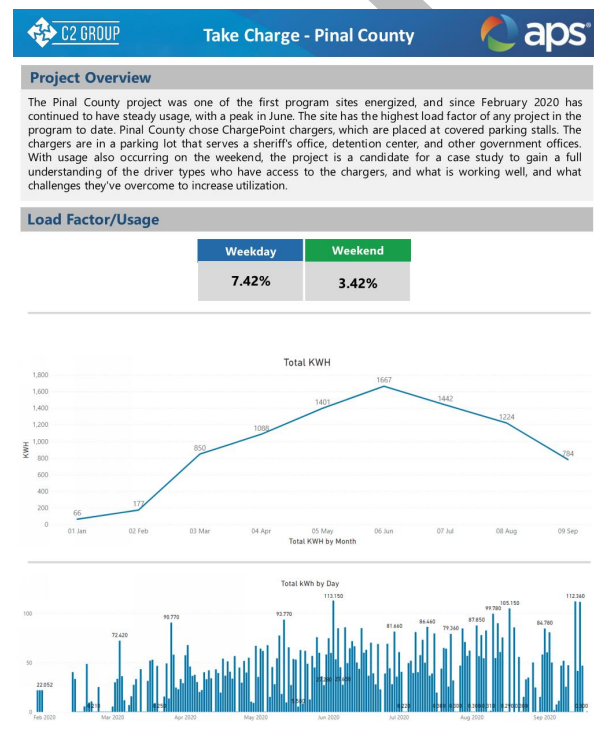 C2 GROUP
Take Charge - Pinal County
aps
Project Overview
The Pinal County project was one of the first program sites energized, and since February 2020 has
continued to have steady usage, with a peak in June. The site has the highest load factor of any project in the
program to date. Pinal County chose ChargePoint chargers, which are placed at covered parking stalls. The
chargers are in a parking lot that serves a sheriff's office, detention center, and other government offices.
With usage also occurring on the weekend, the project is a candidate for a case study to gain a full
understanding of the driver types who have access to the chargers, and what is working well, and what
challenges they've overcome to increase utilization.
Load Factor/Usage
Weekday Weekend
7.42% 3.42%
Total KWH
1,800
1,600
1,400
1,200
1,000
800
600
400
200
0
KWH
66 177 850 1088 1401 1667 1442 1224 784
01 Jan 02 Feb 03 Mar 04 Apr 05 May 06 Jun 07 Jul 08 Aug 09 Sep
Total KWH by Month
Total kWh by Day
100
50
0
22.052 72.420 90.770 93.770 113.150 81.660 86.460 79.340 87.850 99.780 105.150 84.780 112.340
Feb 2020 Mar 2020 Apr 2020 May 2020 Jun 2020 Jul 2020 Aug 2020 Sep 2020